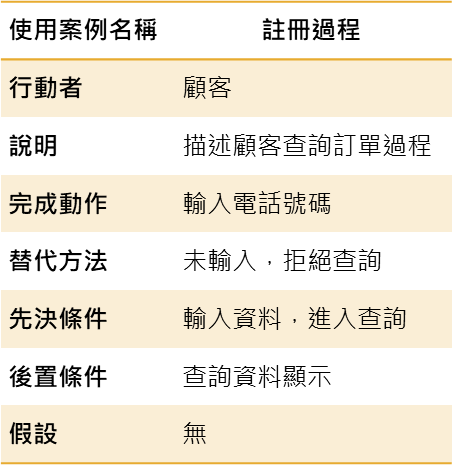 使用案例名稱 註冊過程
行動者 顧客
說明 描述顧客查詢訂單過程
完成動作 輸入電話號碼
替代方法 未輸入，拒絕查詢
先決條件 輸入資料，進入查詢
後置條件 查詢資料顯示
假設 無